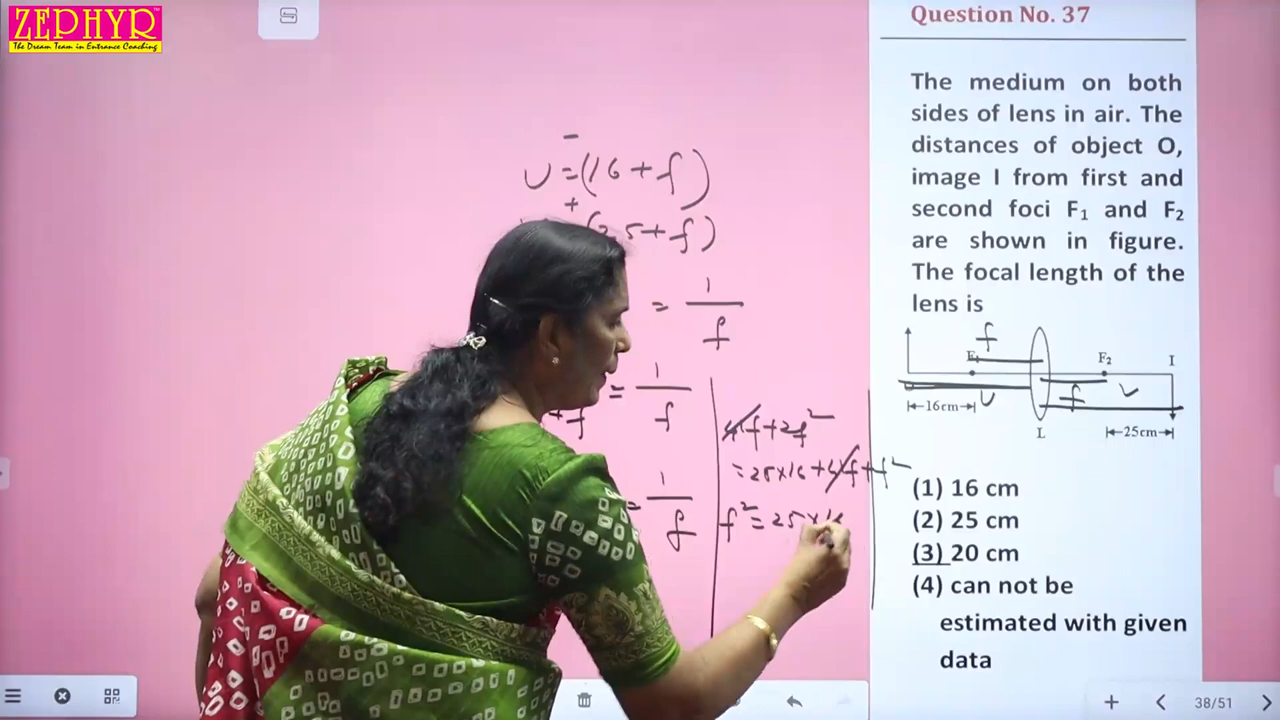 ZEPHYR™
The Dream Team in Entrance Coaching
υ = -(16 + f)
+ (25 + f)
= 1/f
+f = 1/f
= 1/f
41f + 2f²
= 25×16 + 41f + f²
f² = 25×16
Question No. 37
The medium on both
sides of lens in air. The
distances of object O,
image I from first and
second foci F₁ and F₂
are shown in figure.
The focal length of the
lens is
f
F₁ F₂ I
υ f v
16cm
L 25cm
(1) 16 cm
(2) 25 cm
(3) 20 cm
(4) can not be
estimated with given
data
38/51